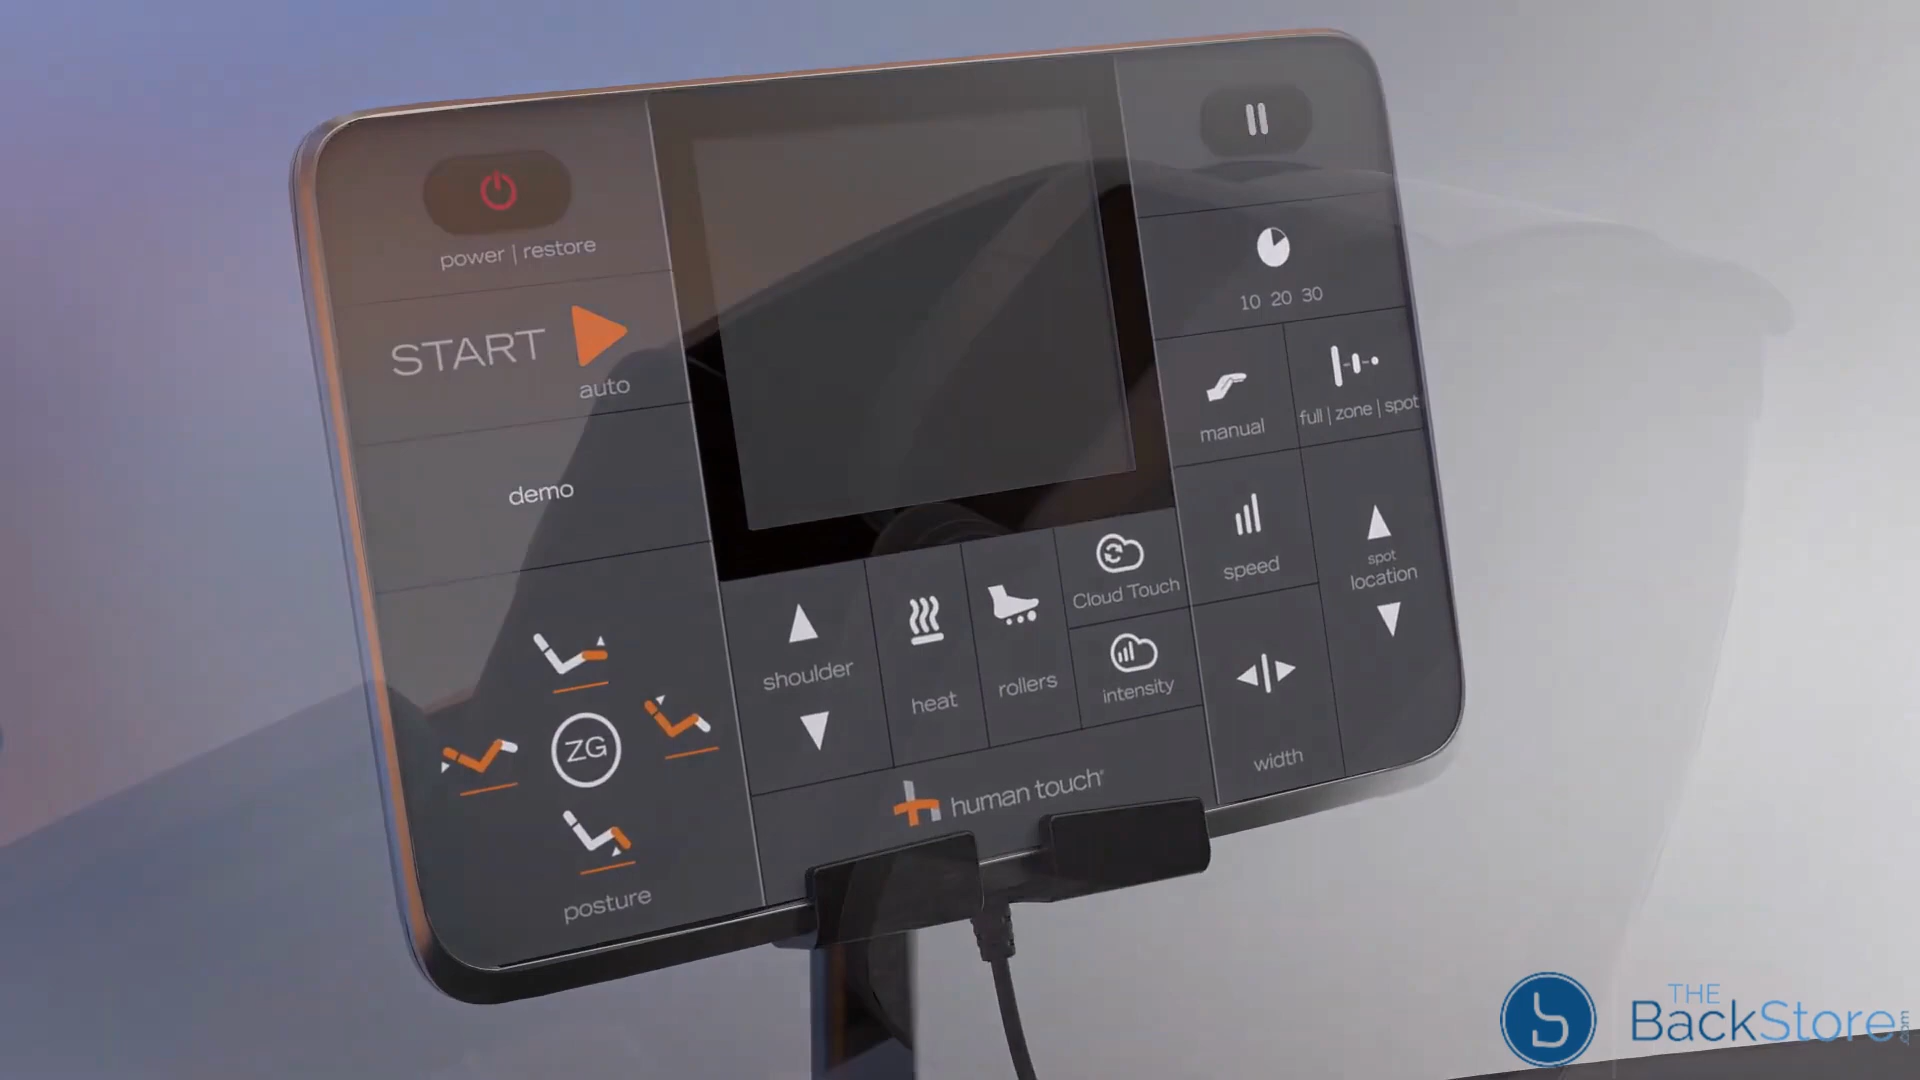 power | restore
START
auto
demo
ZG
posture
shoulder
heat
rollers
Cloud Touch
intensity
human touch®
10 20 30
manual
full | zone | spot
speed
spot
location
width
THE
BackStore.com